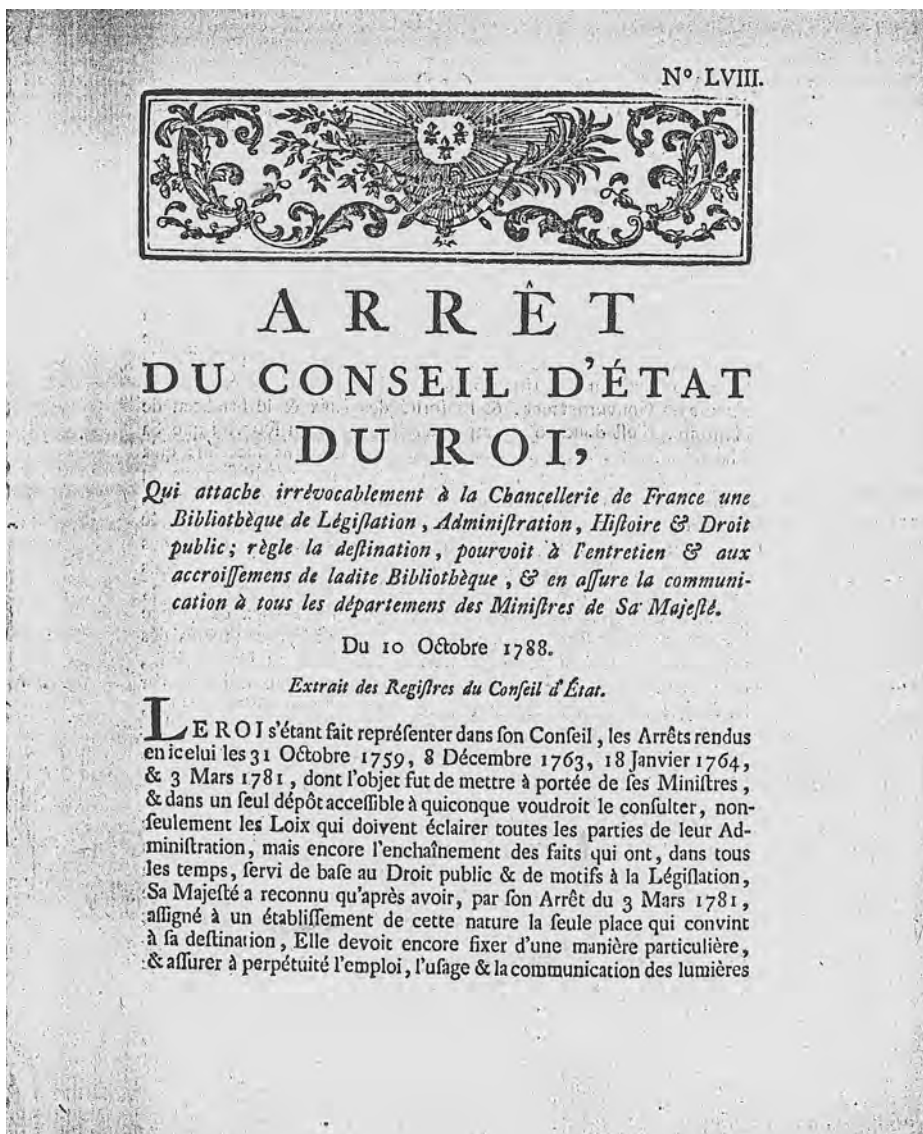 Nº LVIII.
ARRÊT
DU CONSEIL D'ÉTAT
DU ROI,
Qui attache irrévocablement à la Chancellerie de France une
Bibliothèque de Légiſlation, Adminiſtration, Hiſtoire & Droit
public; règle la deſtination, pourvoit à l'entretien & aux
accroiſſemens de ladite Bibliothèque, & en aſſure la communi-
cation à tous les départemens des Miniſtres de Sa Majeſté.
Du 10 Octobre 1788.
Extrait des Regiſtres du Conſeil d'État.
LE ROI s'étant fait repréſenter dans ſon Conſeil, les Arrêts rendus
en icelui les 31 Octobre 1759, 8 Décembre 1763, 18 Janvier 1764,
& 3 Mars 1781, dont l'objet fut de mettre à portée de ſes Miniſtres,
& dans un ſeul dépôt acceſſible à quiconque voudroit le conſulter, non-
ſeulement les Loix qui doivent éclairer toutes les parties de leur Ad-
miniſtration, mais encore l'enchaînement des faits qui ont, dans tous
les temps, ſervi de baſe au Droit public & de motifs à la Légiſlation,
Sa Majeſté a reconnu qu'après avoir, par ſon Arrêt du 3 Mars 1781,
aſſigné à un établiſſement de cette nature la ſeule place qui convint
à ſa deſtination, Elle devoit encore fixer d'une manière particulière,
& aſſurer à perpétuité l'emploi, l'uſage & la communication des lumières